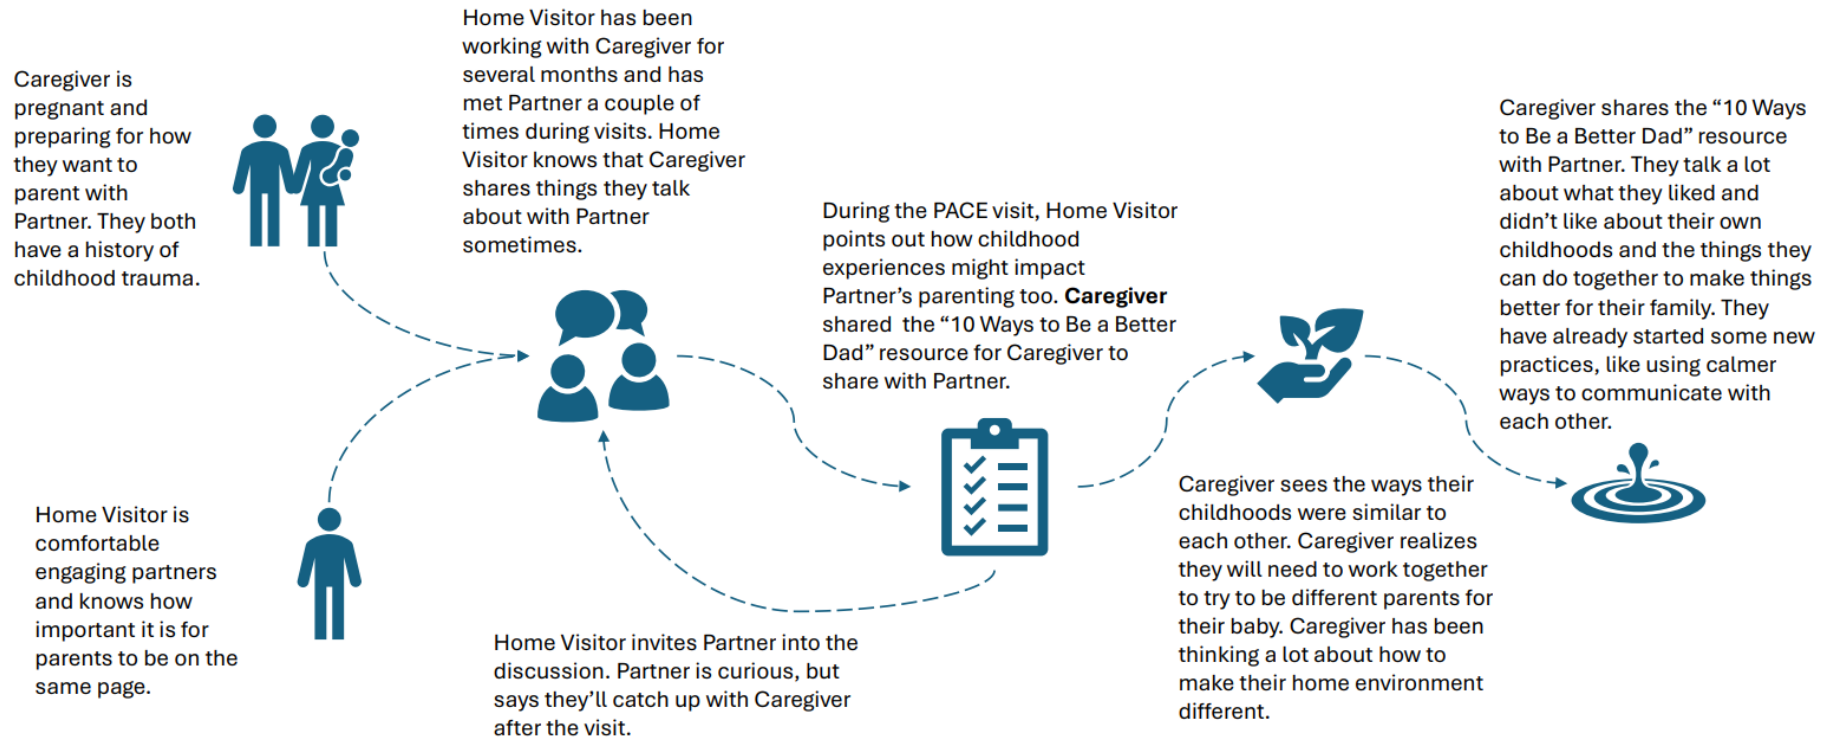 Caregiver is
pregnant and
preparing for how
they want to
parent with
Partner. They both
have a history of
childhood trauma.
Home Visitor is
comfortable
engaging partners
and knows how
important it is for
parents to be on the
same page.
Home Visitor has been
working with Caregiver for
several months and has
met Partner a couple of
times during visits. Home
Visitor knows that Caregiver
shares things they talk
about with Partner
sometimes.
During the PACE visit, Home Visitor
points out how childhood
experiences might impact
Partner’s parenting too. Caregiver
shared  the “10 Ways to Be a Better
Dad” resource for Caregiver to
share with Partner.
Home Visitor invites Partner into the
discussion. Partner is curious, but
says they’ll catch up with Caregiver
after the visit.
Caregiver sees the ways their
childhoods were similar to
each other. Caregiver realizes
they will need to work together
to try to be different parents for
their baby. Caregiver has been
thinking a lot about how to
make their home environment
different.
Caregiver shares the “10 Ways
to Be a Better Dad” resource
with Partner. They talk a lot
about what they liked and
didn’t like about their own
childhoods and the things they
can do together to make things
better for their family. They
have already started some new
practices, like using calmer
ways to communicate with
each other.